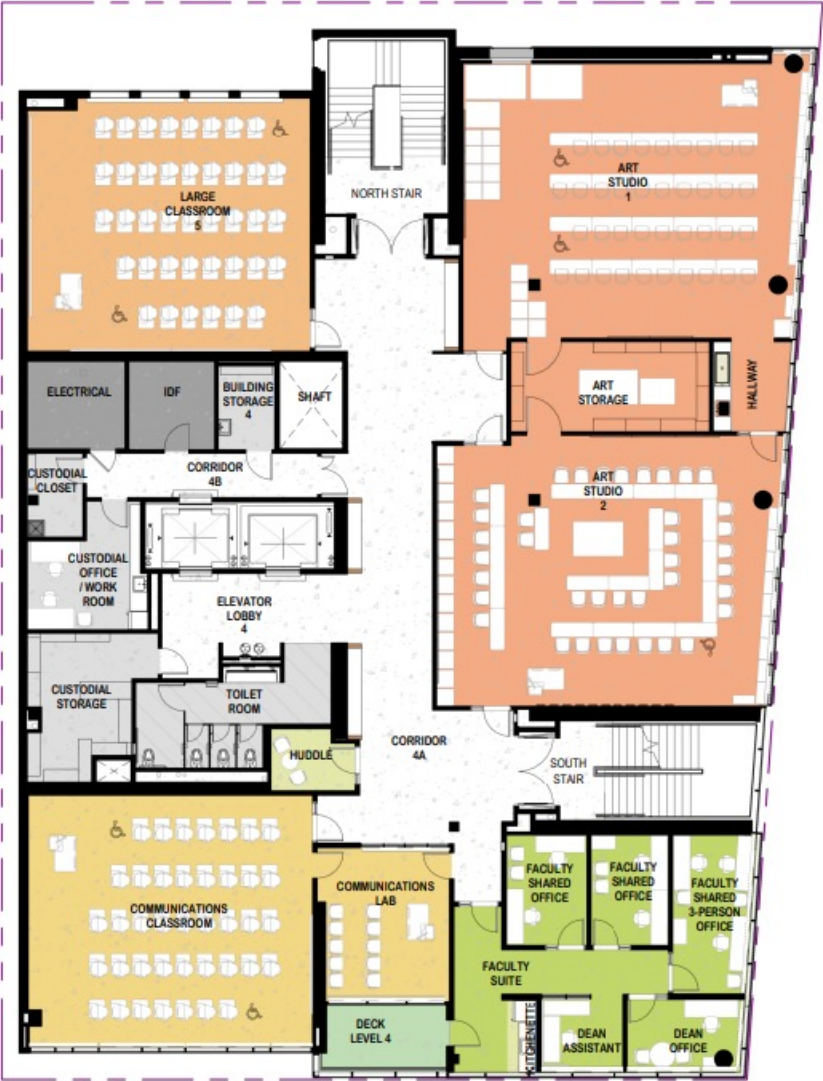 NORTH STAIR
ART
STUDIO
1
LARGE
CLASSROOM
5
ELECTRICAL
IDF
BUILDING
STORAGE
4
SHAFT
ART
STORAGE
HALLWAY
CUSTODIAL
CLOSET
CORRIDOR
4B
ART
STUDIO
2
CUSTODIAL
OFFICE
/ WORK
ROOM
ELEVATOR
LOBBY
4
CUSTODIAL
STORAGE
TOILET
ROOM
HUDDLE
CORRIDOR
4A
SOUTH
STAIR
COMMUNICATIONS
CLASSROOM
COMMUNICATIONS
LAB
FACULTY
SHARED
OFFICE
FACULTY
SHARED
OFFICE
FACULTY
SHARED
3-PERSON
OFFICE
FACULTY
SUITE
DECK
LEVEL 4
KITCHENETTE
DEAN
ASSISTANT
DEAN
OFFICE